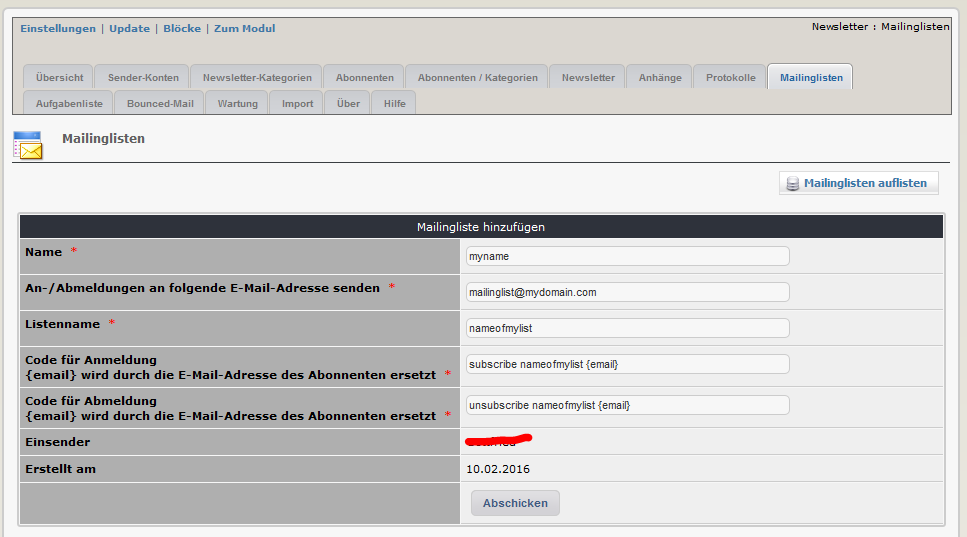 Einstellungen | Update | Blöcke | Zum Modul
Newsletter : Mailinglisten
Übersicht Sender-Konten Newsletter-Kategorien Abonnenten Abonnenten / Kategorien Newsletter Anhänge Protokolle Mailinglisten
Aufgabenliste Bounced-Mail Wartung Import Über Hilfe
Mailinglisten
Mailinglisten auflisten
Mailingliste hinzufügen
Name * myname
An-/Abmeldungen an folgende E-Mail-Adresse senden * mailinglist@mydomain.com
Listenname * nameofmylist
Code für Anmeldung
{email} wird durch die E-Mail-Adresse des Abonnenten ersetzt * subscribe nameofmylist {email}
Code für Abmeldung
{email} wird durch die E-Mail-Adresse des Abonnenten ersetzt * unsubscribe nameofmylist {email}
Einsender
Erstellt am 10.02.2016
Abschicken